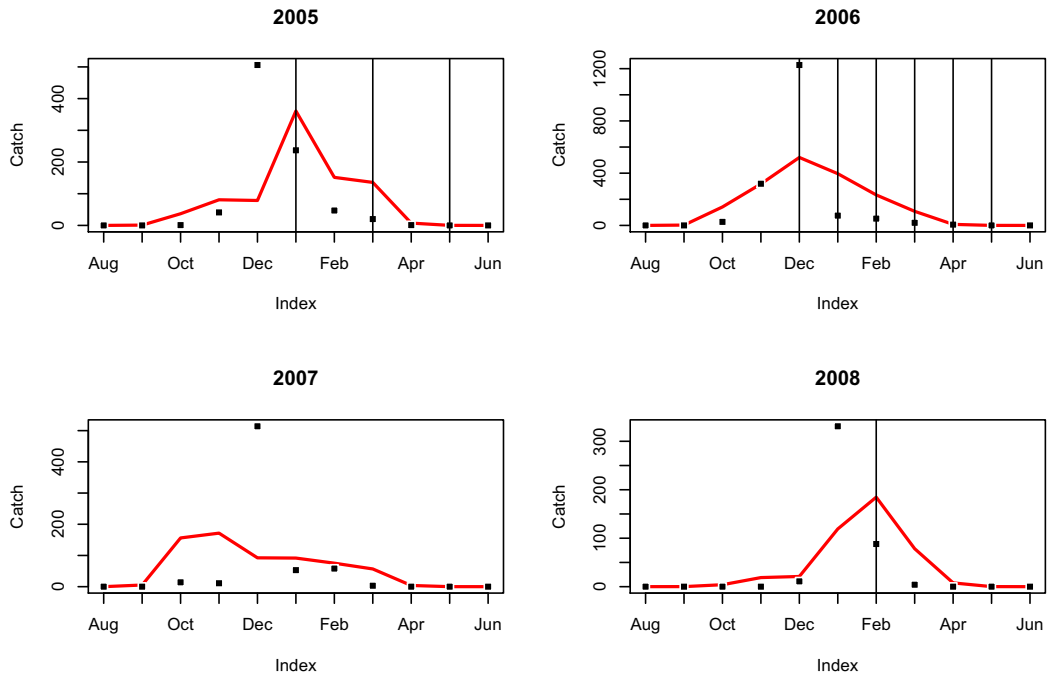 2005
Catch
0
200
400
Aug Oct Dec Feb Apr Jun
Index
2006
Catch
0
400
800
1200
Aug Oct Dec Feb Apr Jun
Index
2007
Catch
0
200
400
Aug Oct Dec Feb Apr Jun
Index
2008
Catch
0
100
200
300
Aug Oct Dec Feb Apr Jun
Index